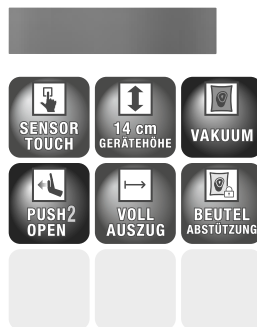 SENSOR
TOUCH
14 cm
GERÄTEHÖHE
VAKUUM
PUSH2
OPEN
VOLL
AUSZUG
BEUTEL
ABSTÜTZUNG